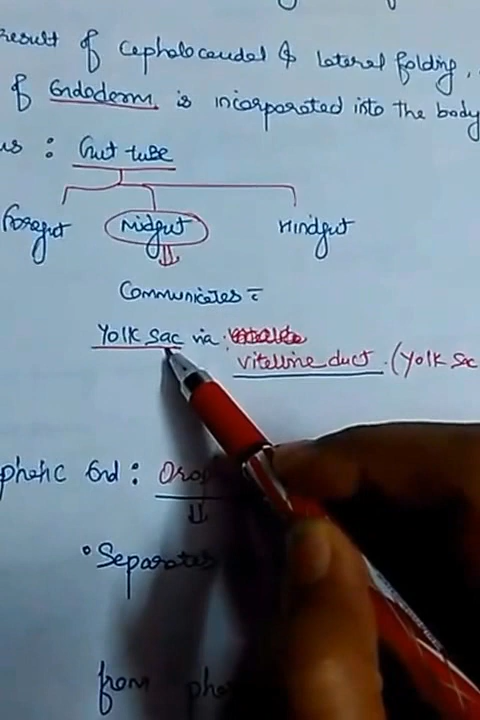 result of Cephalocaudal & lateral folding,
of Endoderm is incorporated into the body
us : Gut tube
Foregut Midgut Hindgut
Communicates c̄
Yolk Sac via
Vitelline duct. (Yolk Sac
phalic End :
Separates
from